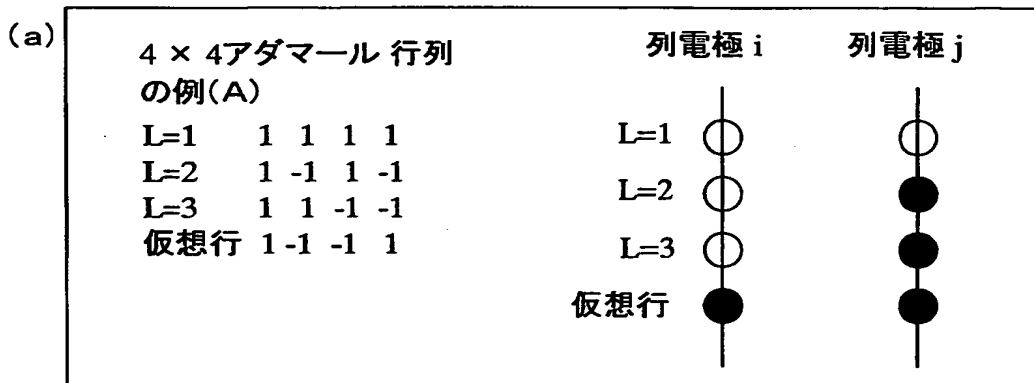 (a)
4 × 4アダマール 行列
の例(A)
L=1 1 1 1 1
L=2 1 -1 1 -1
L=3 1 1 -1 -1
仮想行 1 -1 -1 1
列電極 i 列電極 j
L=1
L=2
L=3
仮想行